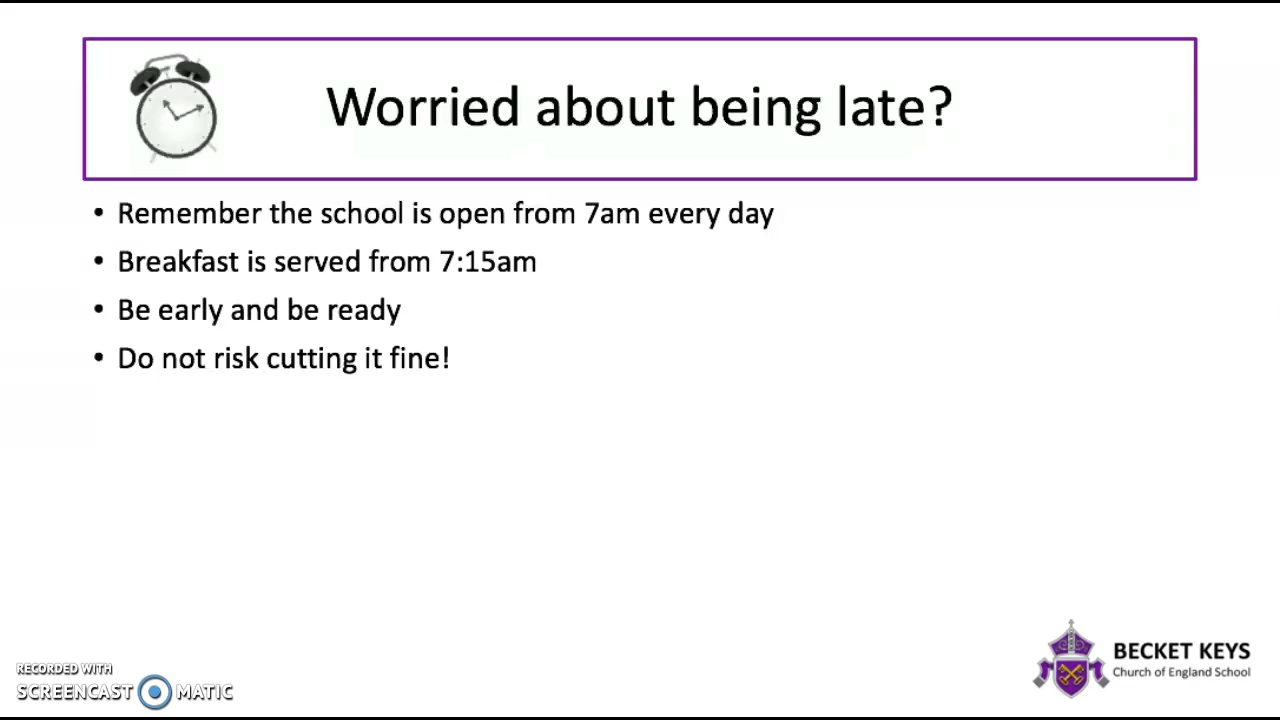 Worried about being late?
• Remember the school is open from 7am every day
• Breakfast is served from 7:15am
• Be early and be ready
• Do not risk cutting it fine!
BECKET KEYS
Church of England School
RECORDED WITH
SCREENCAST MATIC